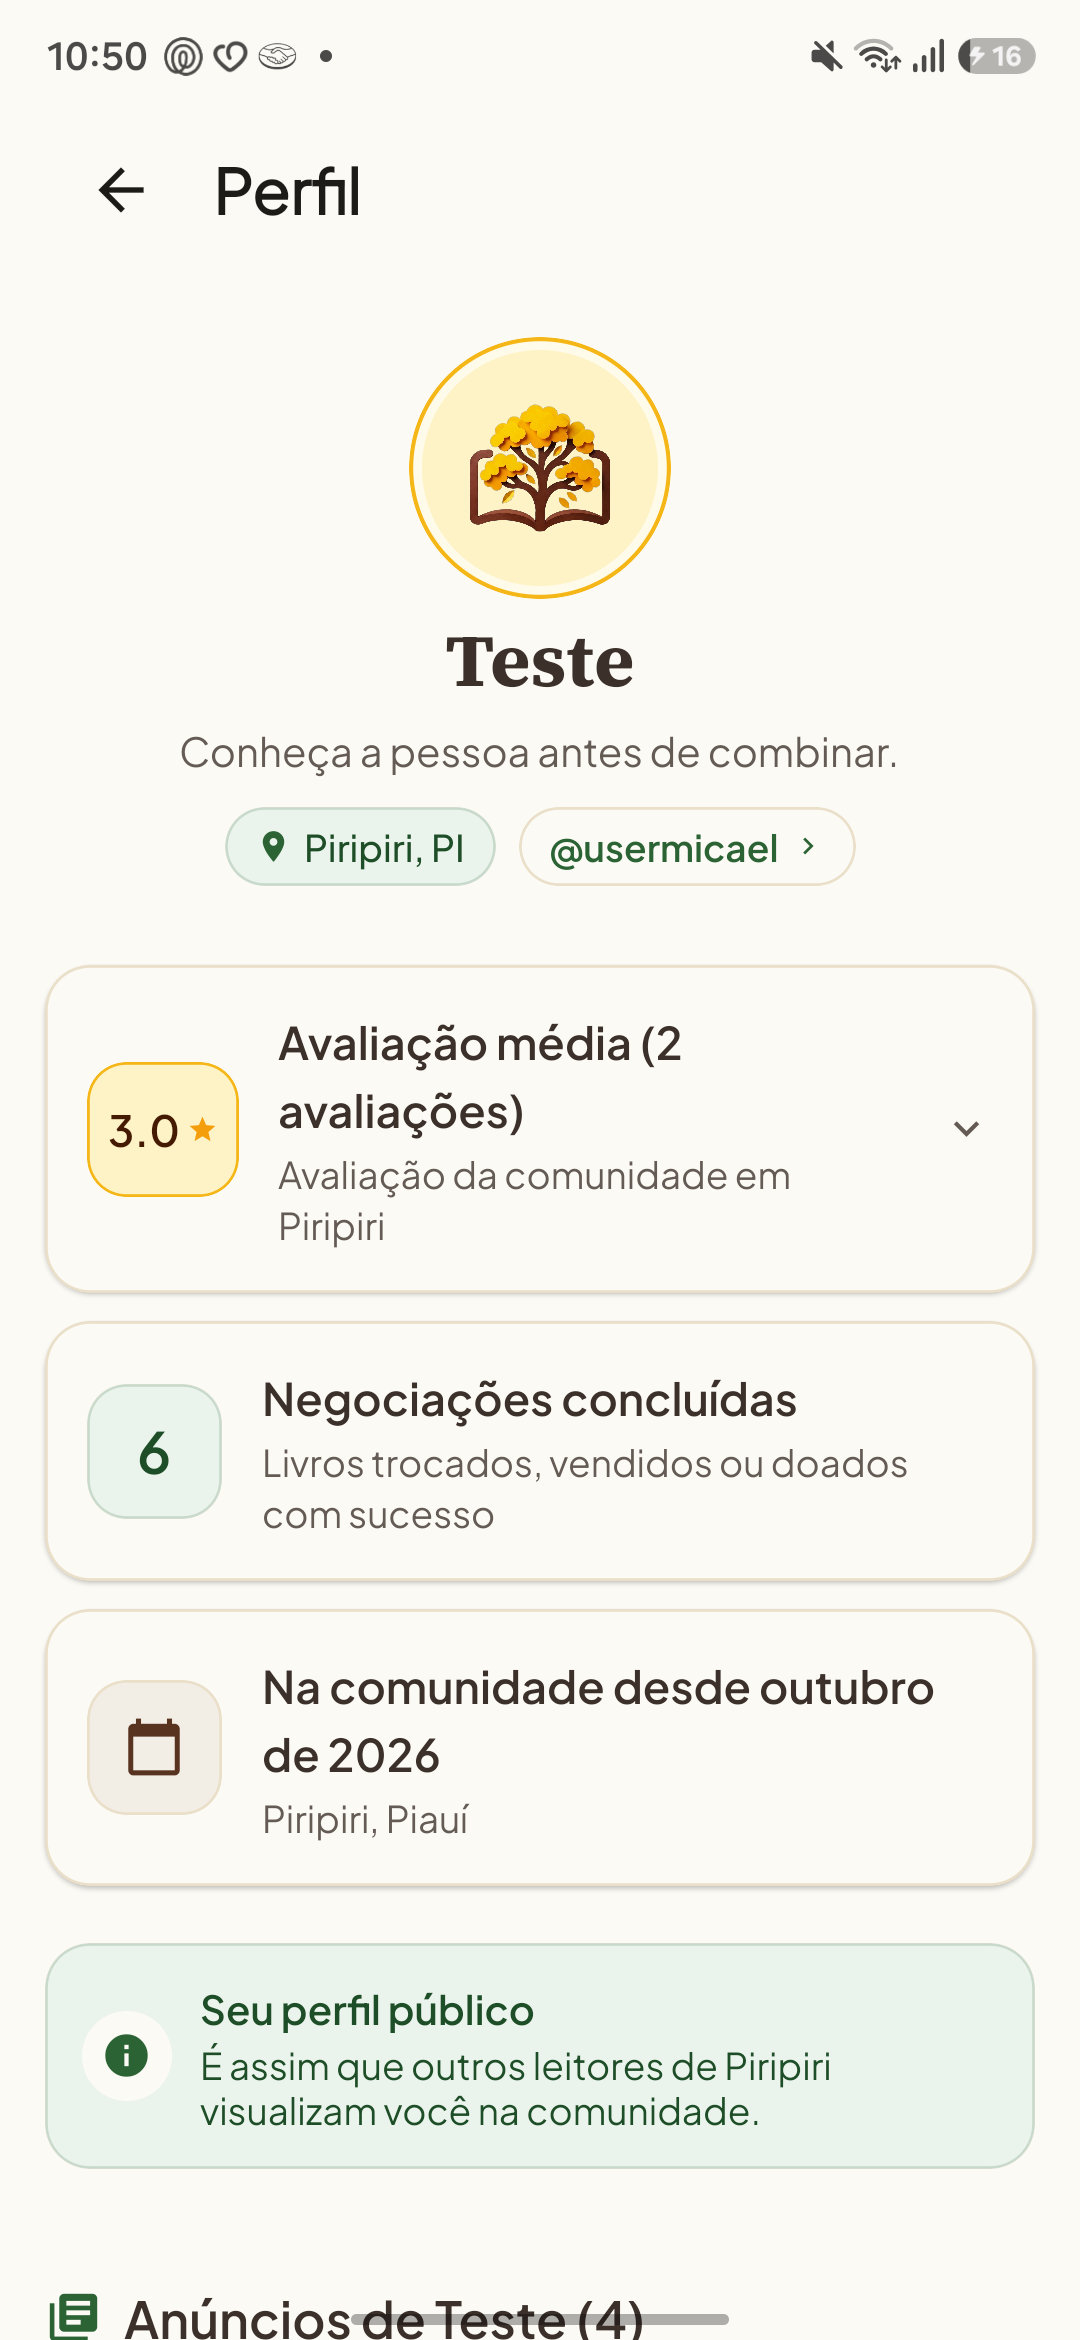 10:50
16
Perfil
Teste
Conheça a pessoa antes de combinar.
Piripiri, PI
@usermicael
Avaliação média (2
avaliações)
3.0
Avaliação da comunidade em
Piripiri
Negociações concluídas
6
Livros trocados, vendidos ou doados
com sucesso
Na comunidade desde outubro
de 2026
Piripiri, Piauí
Seu perfil público
É assim que outros leitores de Piripiri
visualizam você na comunidade.
Anúncios de Teste (4)